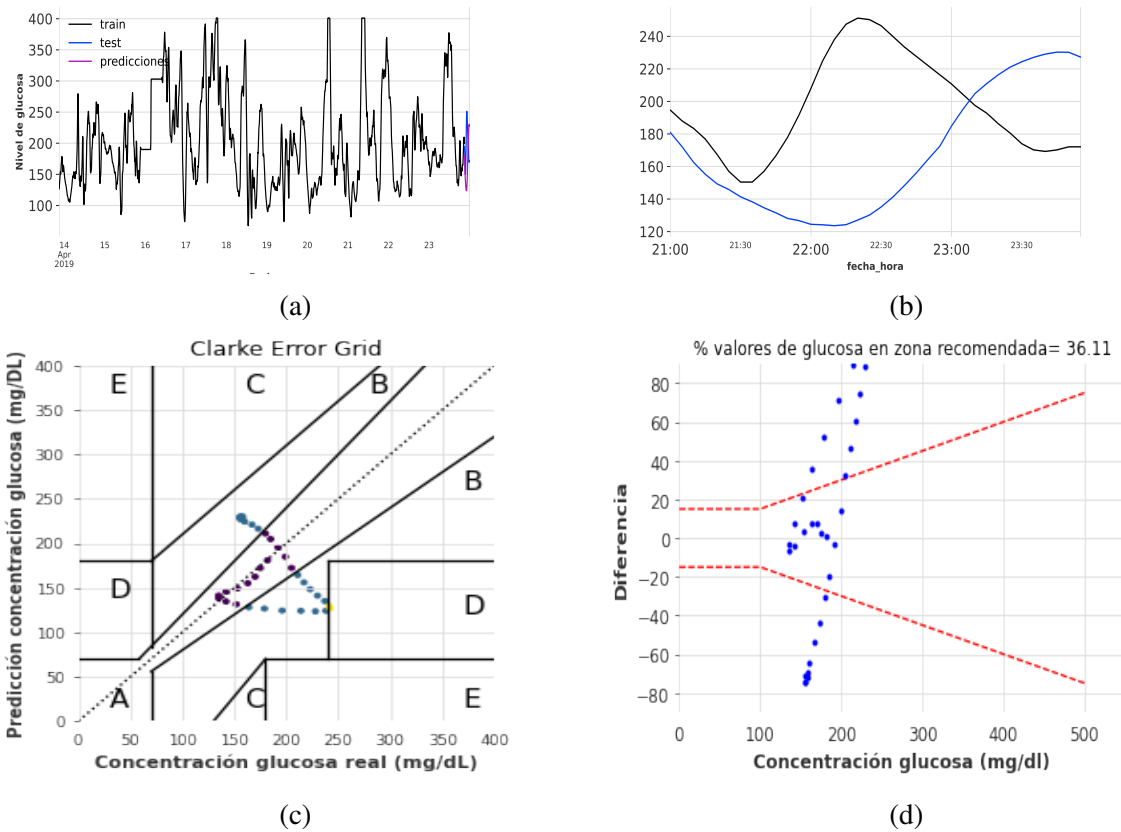 400
350
300
250
200
150
100
Nivel de glucosa
train
test
predicciones
14 15 16 17 18 19 20 21 22 23
Apr
2019
(a)
240
220
200
180
160
140
120
21:00 21:30 22:00 22:30 23:00 23:30
fecha_hora
(b)
Clarke Error Grid
Predicción concentración glucosa (mg/DL)
400
350
300
250
200
150
100
50
0
E C B
B
D
D
A C E
0 50 100 150 200 250 300 350 400
Concentración glucosa real (mg/dL)
(c)
% valores de glucosa en zona recomendada= 36.11
Diferencia
80
60
40
20
0
−20
−40
−60
−80
0 100 200 300 400 500
Concentración glucosa (mg/dl)
(d)